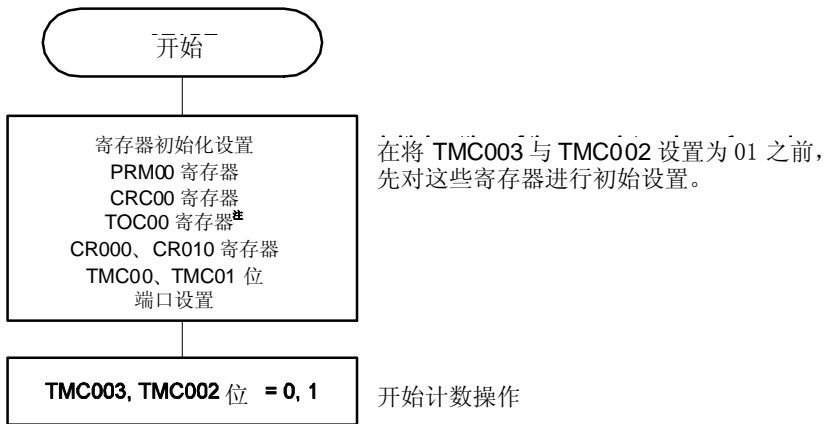 开始
寄存器初始化设置
PRM00 寄存器
CRC00 寄存器
TOC00 寄存器注
CR000、CR010 寄存器
TMC00、TMC01 位
端口设置
在将 TMC003 与 TMC002 设置为 01 之前，
先对这些寄存器进行初始设置。
TMC003, TMC002 位 = 0, 1
开始计数操作